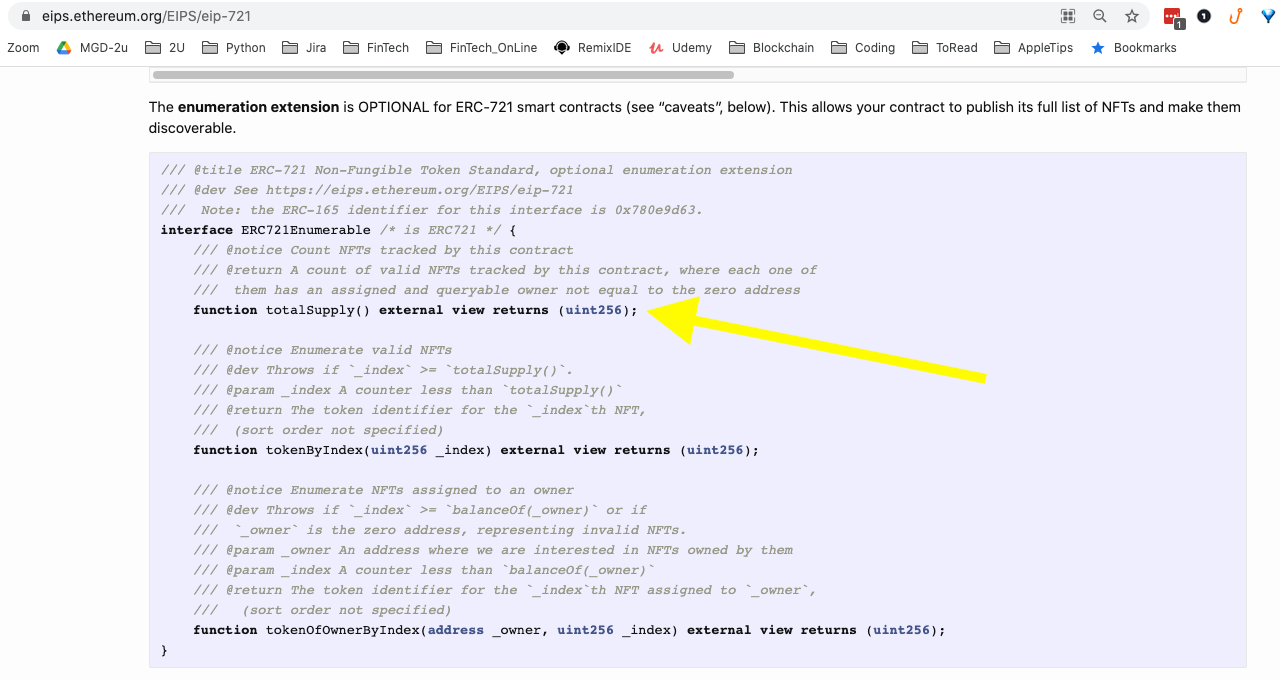 eips.ethereum.org/EIPS/eip-721
1
1
Zoom MGD-2u 2U Python Jira FinTech FinTech_OnLine RemixIDE Udemy Blockchain Coding ToRead AppleTips Bookmarks
The enumeration extension is OPTIONAL for ERC-721 smart contracts (see “caveats”, below). This allows your contract to publish its full list of NFTs and make them
discoverable.
/// @title ERC-721 Non-Fungible Token Standard, optional enumeration extension
/// @dev See https://eips.ethereum.org/EIPS/eip-721
///  Note: the ERC-165 identifier for this interface is 0x780e9d63.
interface ERC721Enumerable /* is ERC721 */ {
    /// @notice Count NFTs tracked by this contract
    /// @return A count of valid NFTs tracked by this contract, where each one of
    ///  them has an assigned and queryable owner not equal to the zero address
    function totalSupply() external view returns (uint256);
    /// @notice Enumerate valid NFTs
    /// @dev Throws if `_index` >= `totalSupply()`.
    /// @param _index A counter less than `totalSupply()`
    /// @return The token identifier for the `_index`th NFT,
    ///  (sort order not specified)
    function tokenByIndex(uint256 _index) external view returns (uint256);
    /// @notice Enumerate NFTs assigned to an owner
    /// @dev Throws if `_index` >= `balanceOf(_owner)` or if
    ///  `_owner` is the zero address, representing invalid NFTs.
    /// @param _owner An address where we are interested in NFTs owned by them
    /// @param _index A counter less than `balanceOf(_owner)`
    /// @return The token identifier for the `_index`th NFT assigned to `_owner`,
    ///   (sort order not specified)
    function tokenOfOwnerByIndex(address _owner, uint256 _index) external view returns (uint256);
}